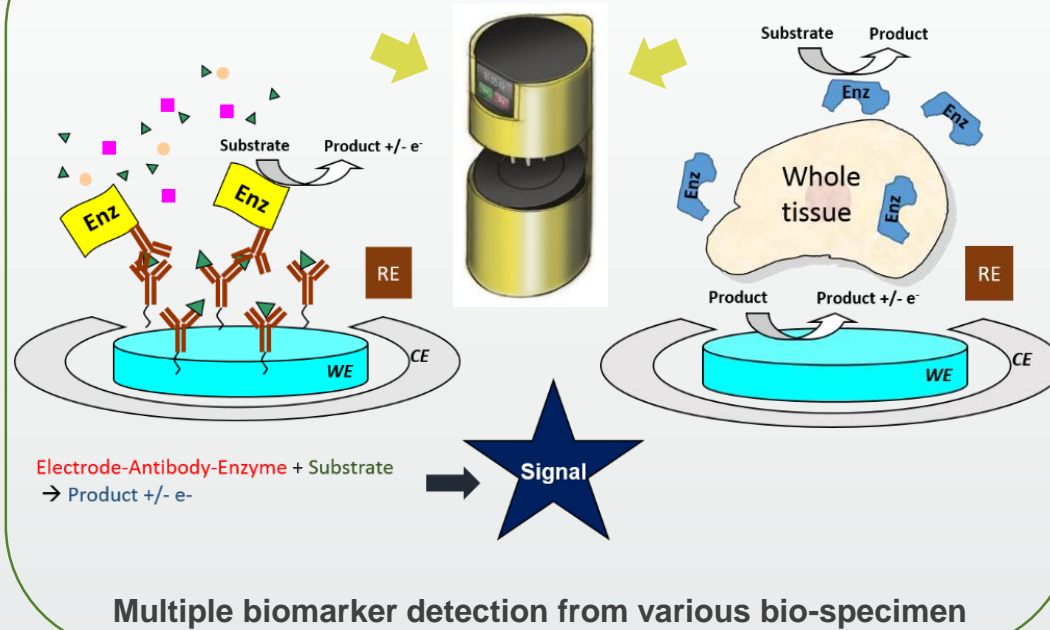 Substrate
Product
Enz
Enz
Substrate
Product +/- e-
Enz
Enz
Enz
Whole
tissue
Enz
RE
RE
Product
Product +/- e-
CE
WE
CE
WE
Electrode-Antibody-Enzyme + Substrate
→ Product +/- e-
Signal
Multiple biomarker detection from various bio-specimen